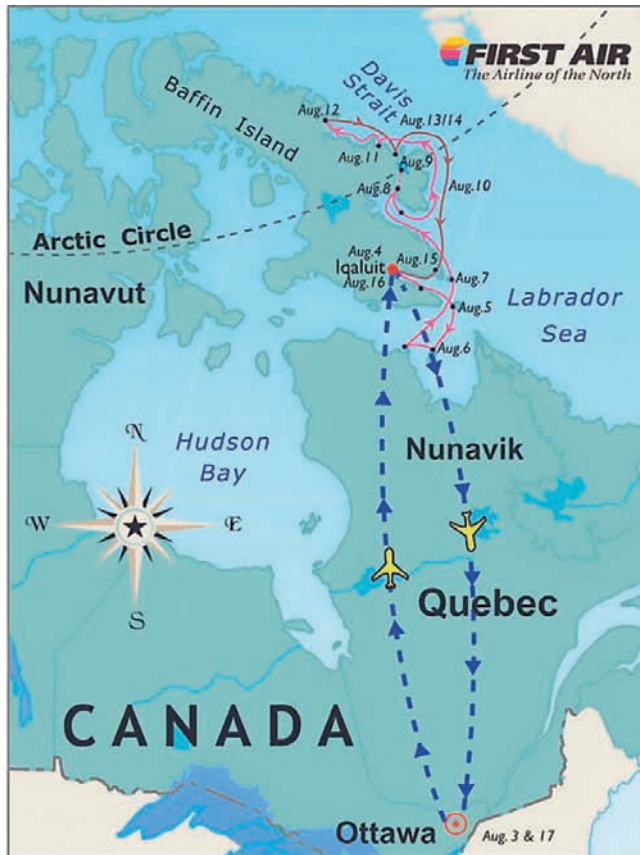 FIRST AIR
The Airline of the North
Davis
Strait
Baffin Island
Aug.12
Aug.13/14
Aug.11
Aug.9
Aug.8
Aug.10
Arctic Circle
Aug.4
Aug.15
Iqaluit
Aug.
16
Aug.7
Aug.5
Nunavut
Labrador
Sea
Aug.6
Hudson
Bay
Nunavik
N
W
E
S
Quebec
CANADA
Ottawa
Aug. 3 & 17